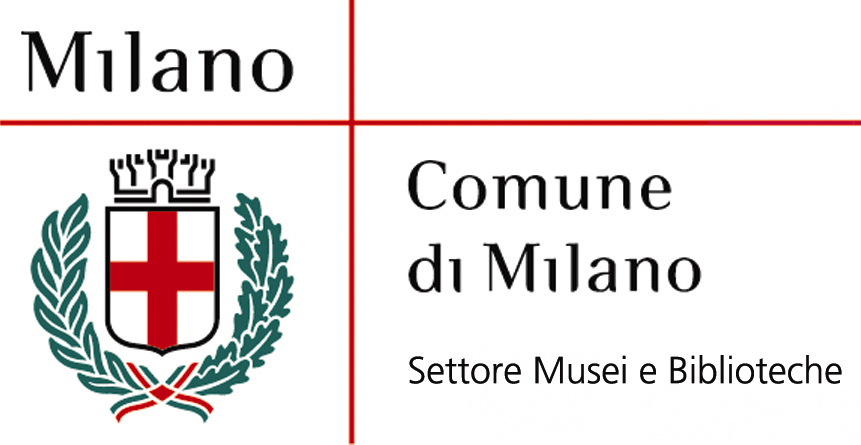 Milano
Comune
di Milano
Settore Musei e Biblioteche